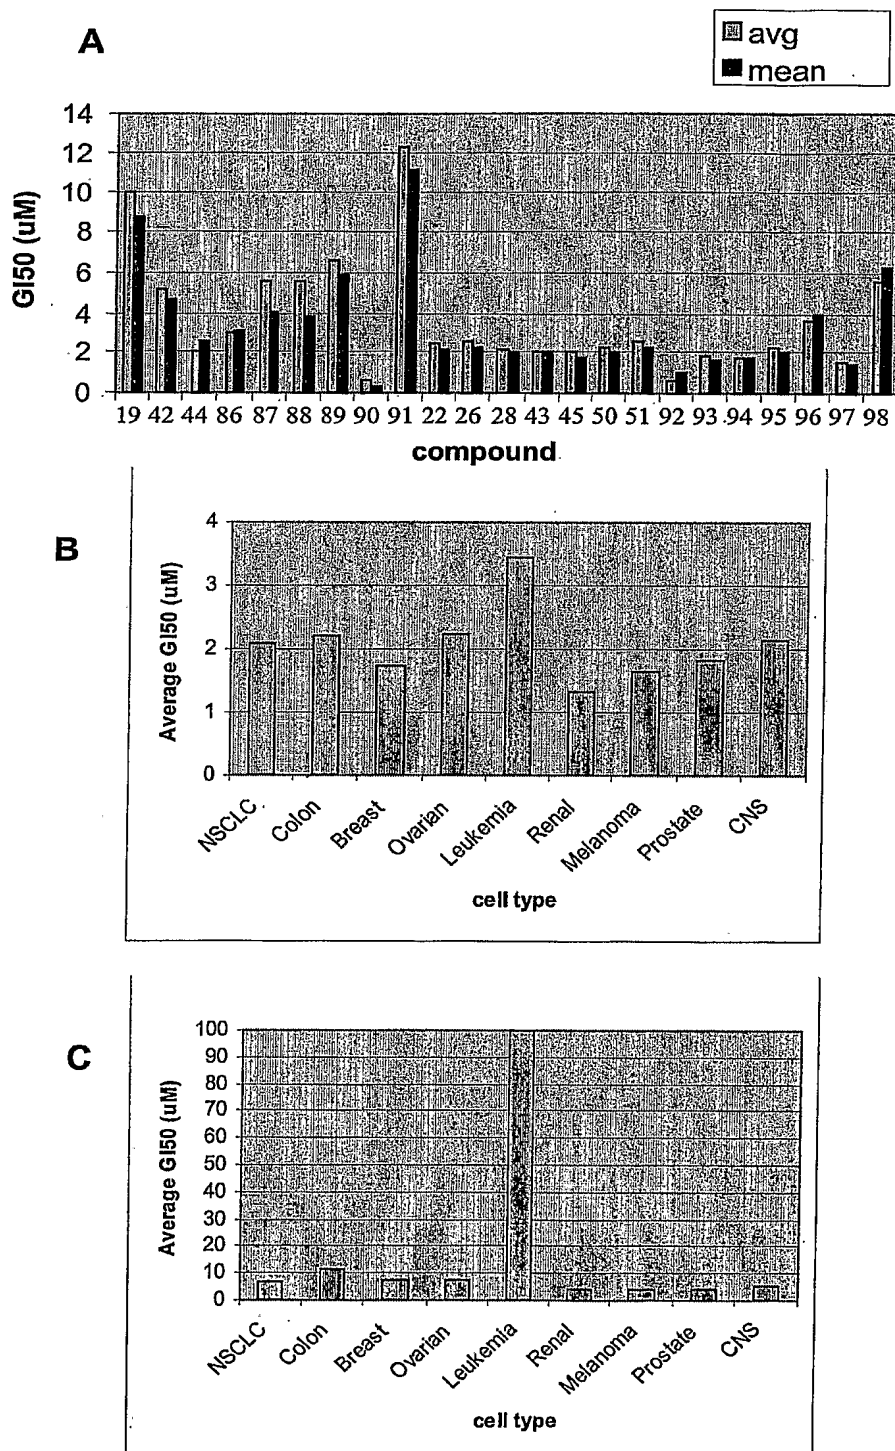 A
avg
mean
14
12
10
8
6
4
2
0
GI50 (uM)
19 42 44 86 87 88 89 90 91 22 26 28 43 45 50 51 92 93 94 95 96 97 98
compound
B
4
3
2
1
0
Average GI50 (uM)
NSCLC Colon Breast Ovarian Leukemia Renal Melanoma Prostate CNS
cell type
C
100
90
80
70
60
50
40
30
20
10
0
Average GI50 (uM)
NSCLC Colon Breast Ovarian Leukemia Renal Melanoma Prostate CNS
cell type